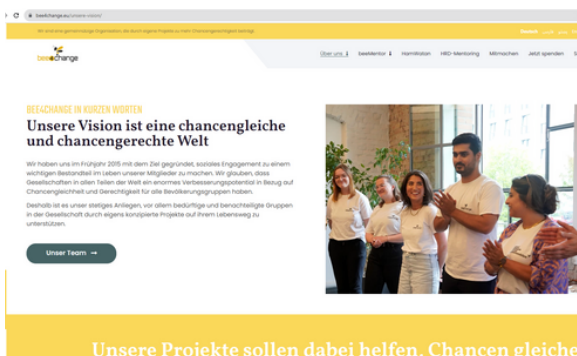 bee4change.eu/unsere-vision/
Wir sind eine gemeinnützige Organisation, die durch eigene Projekte zu mehr Chancengerechtigkeit beiträgt
Deutsch
bee4change
Über uns
beeMentor
HamiVision
HRD-Mentoring
Mitmachen
Jetzt spenden
BEE4CHANGE IN KURZEN WORTEN
Unsere Vision ist eine chancengleiche
und chancengerechte Welt
Wir haben uns im Frühjahr 2015 mit dem Ziel gegründet, soziales Engagement zu einem
wichtigen Bestandteil im Leben unserer Mitglieder zu machen. Wir glauben, dass
Gesellschaften in allen Teilen der Welt ein enormes Verbesserungspotential in Bezug auf
Chancengleichheit und Gerechtigkeit für alle Bevölkerungsgruppen haben.
Deshalb ist es unser stetiges Anliegen, vor allem bedürftige und benachteiligte Gruppen
in der Gesellschaft durch eigens konzipierte Projekte auf ihrem Lebensweg zu
unterstützen.
Unser Team →
Unsere Projekte sollen dabei helfen, Chancen gleiche